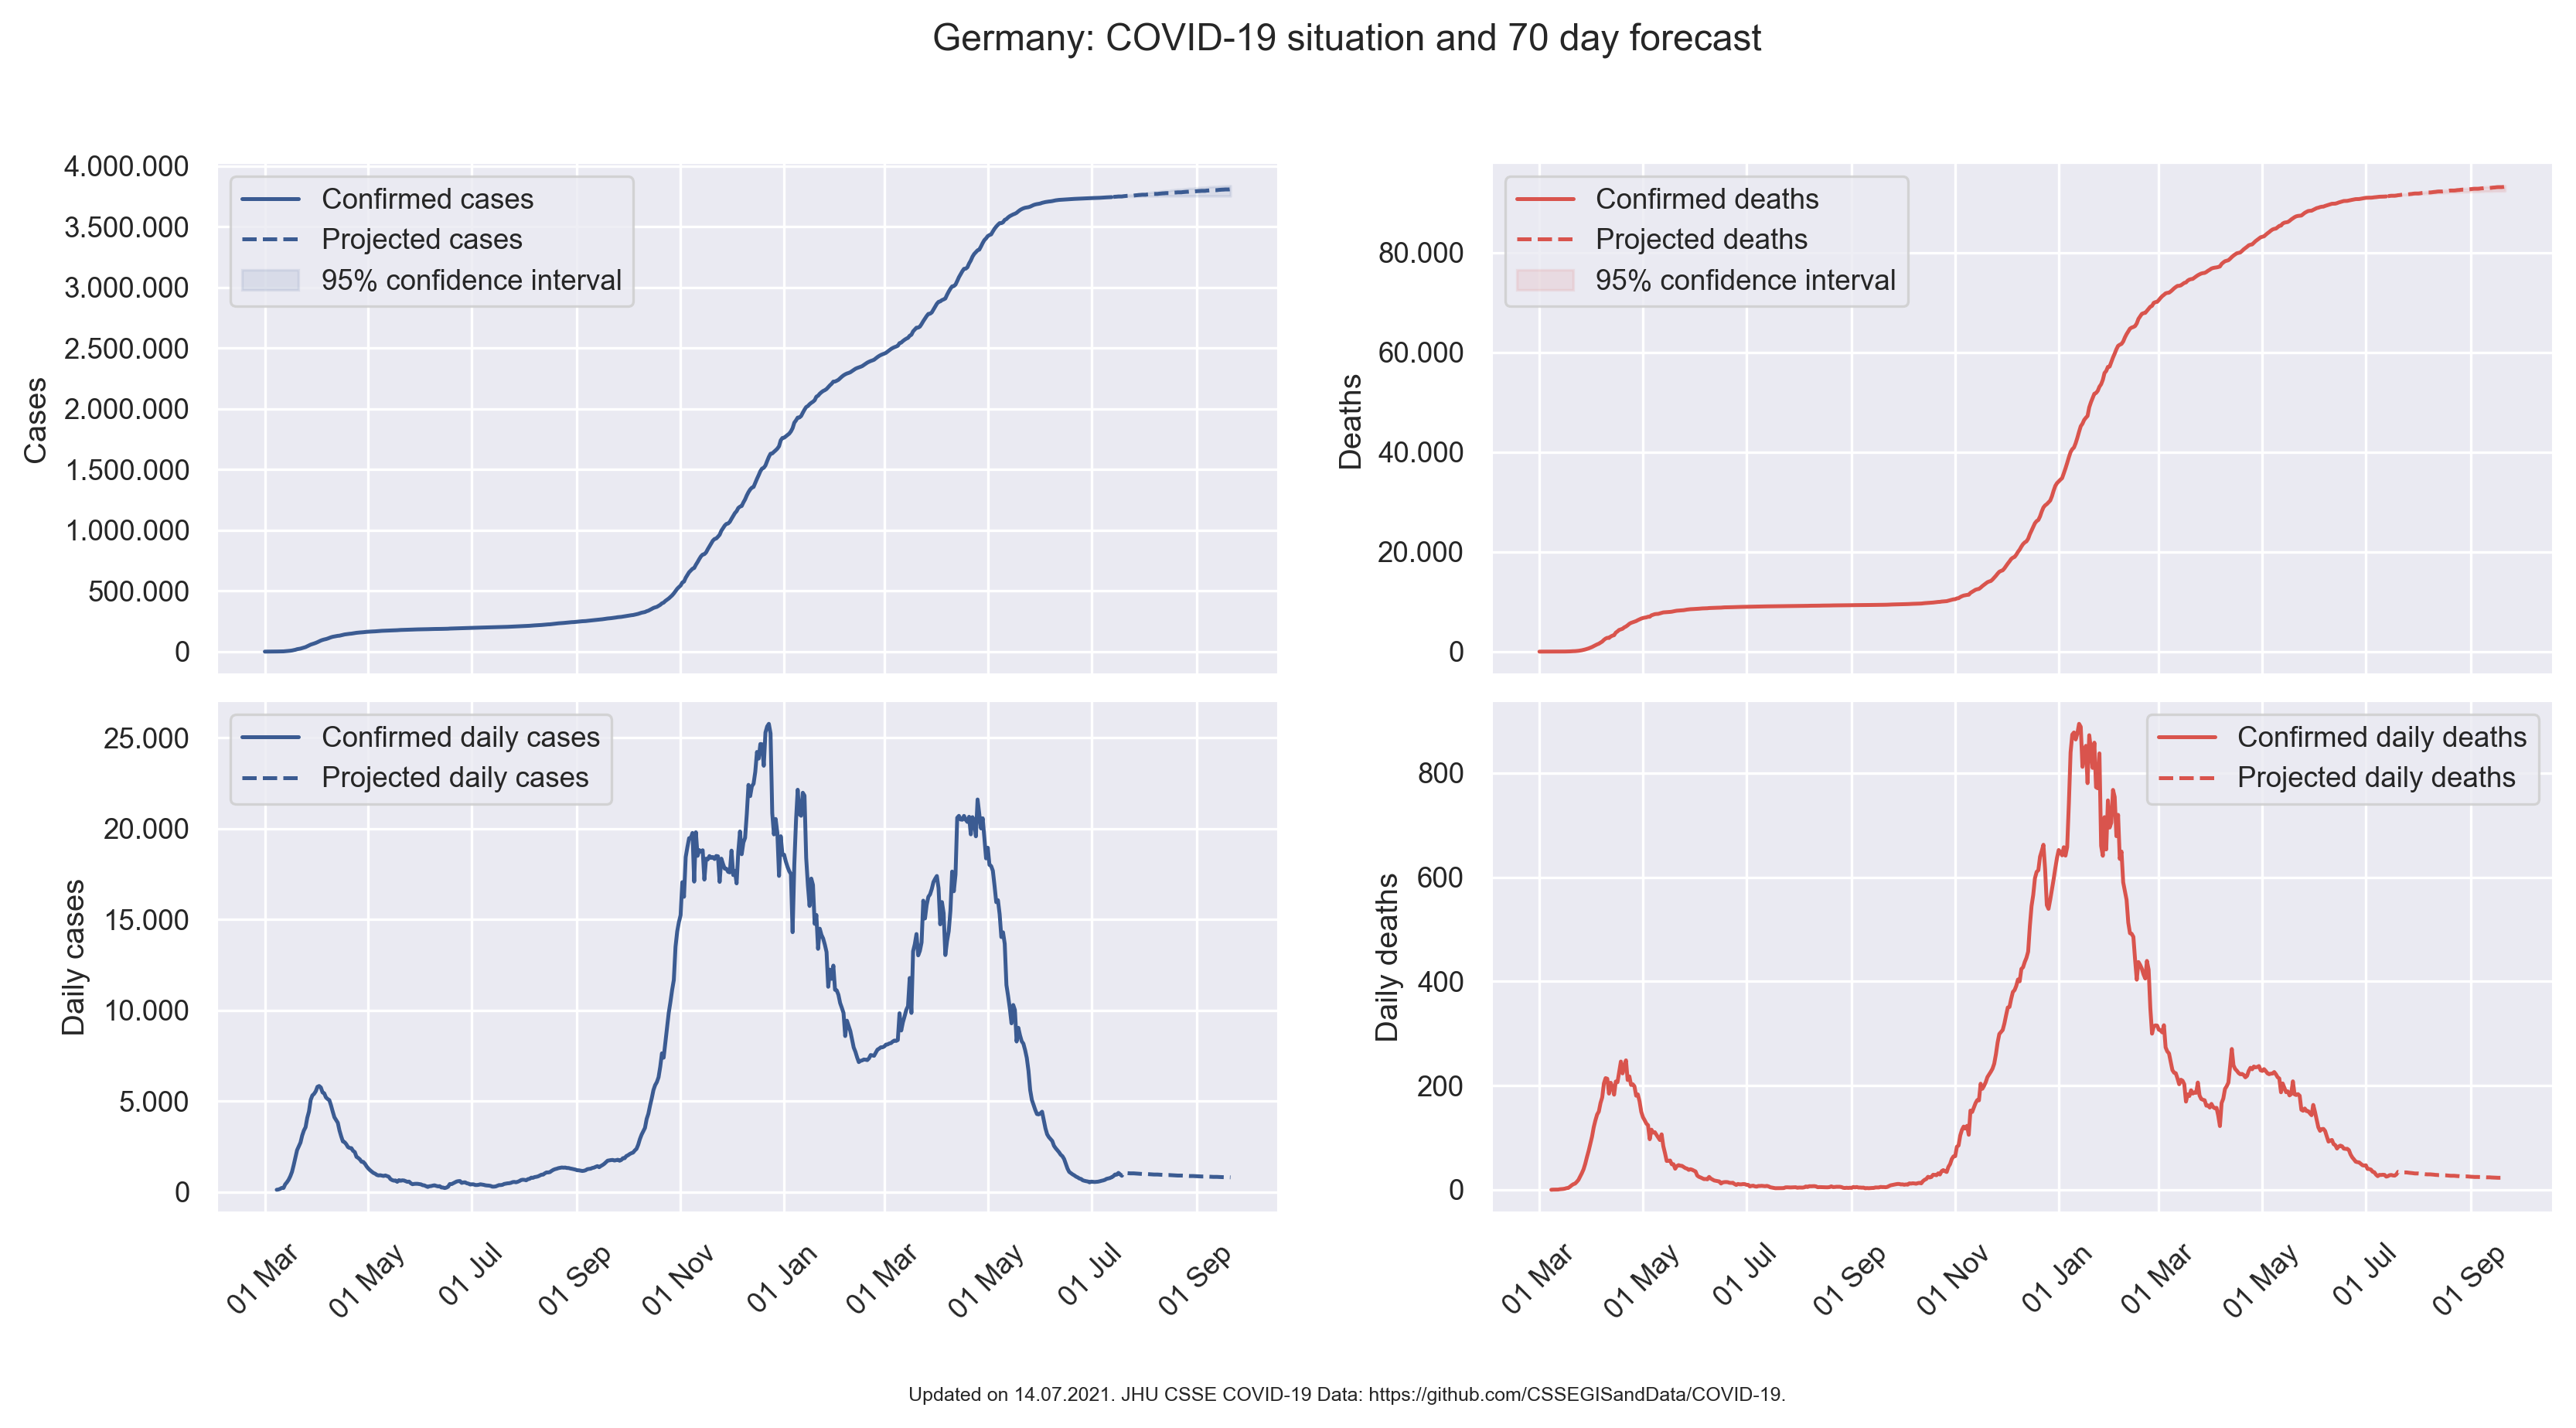 Germany: COVID-19 situation and 70 day forecast
4.000.000
3.500.000
3.000.000
2.500.000
2.000.000
1.500.000
1.000.000
500.000
0
Cases
Confirmed cases
Projected cases
95% confidence interval
80.000
60.000
40.000
20.000
0
Deaths
Confirmed deaths
Projected deaths
95% confidence interval
25.000
20.000
15.000
10.000
5.000
0
Daily cases
Confirmed daily cases
Projected daily cases
01 Mar
01 May
01 Jul
01 Sep
01 Nov
01 Jan
01 Mar
01 May
01 Jul
01 Sep
800
600
400
200
0
Daily deaths
Confirmed daily deaths
Projected daily deaths
01 Mar
01 May
01 Jul
01 Sep
01 Nov
01 Jan
01 Mar
01 May
01 Jul
01 Sep
Updated on 14.07.2021. JHU CSSE COVID-19 Data: https://github.com/CSSEGISandData/COVID-19.